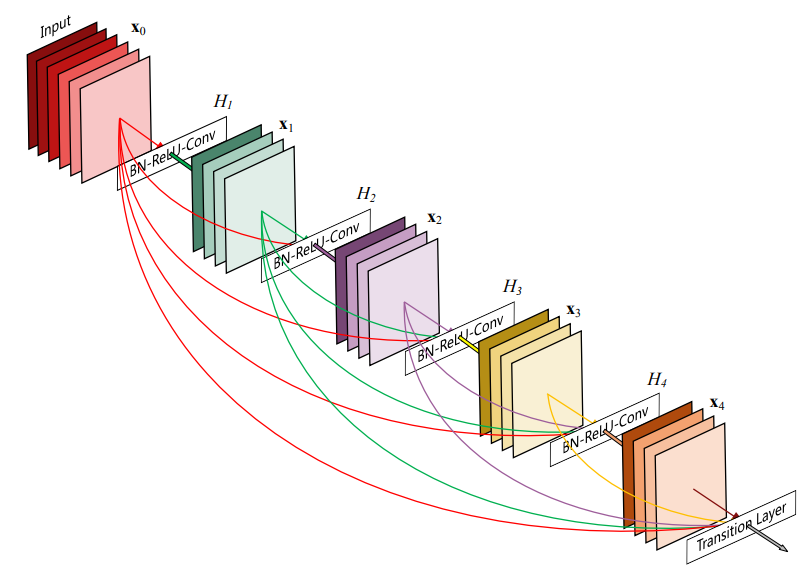 Input
x₀
H₁
BN-ReLU-Conv
x₁
H₂
BN-ReLU-Conv
x₂
H₃
BN-ReLU-Conv
x₃
H₄
BN-ReLU-Conv
x₄
Transition Layer